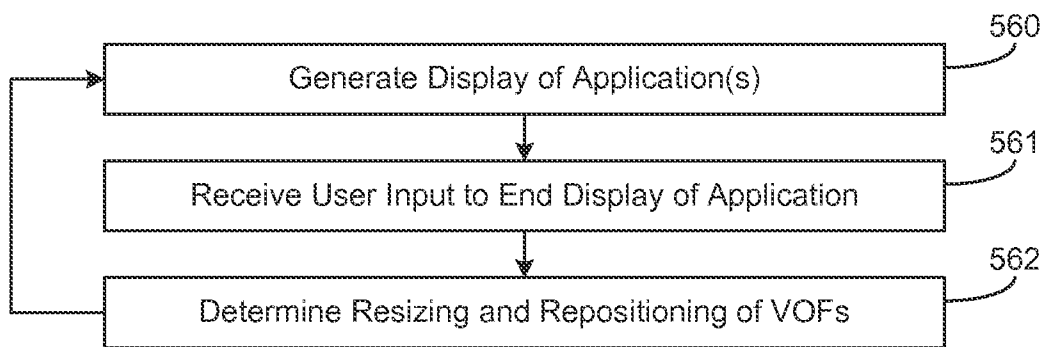 560
Generate Display of Application(s)
561
Receive User Input to End Display of Application
562
Determine Resizing and Repositioning of VOFs